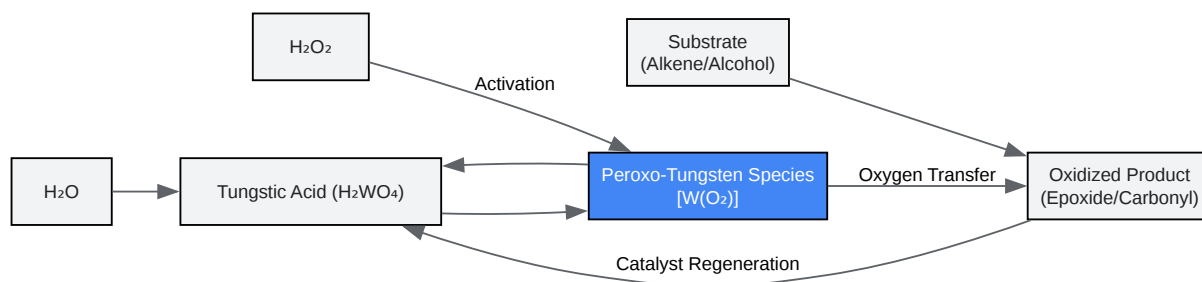 H₂O₂
Substrate
(Alkene/Alcohol)
Activation
H₂O
Tungstic Acid (H₂WO₄)
Peroxo-Tungsten Species
[W(O₂)]
Oxygen Transfer
Oxidized Product
(Epoxide/Carbonyl)
Catalyst Regeneration